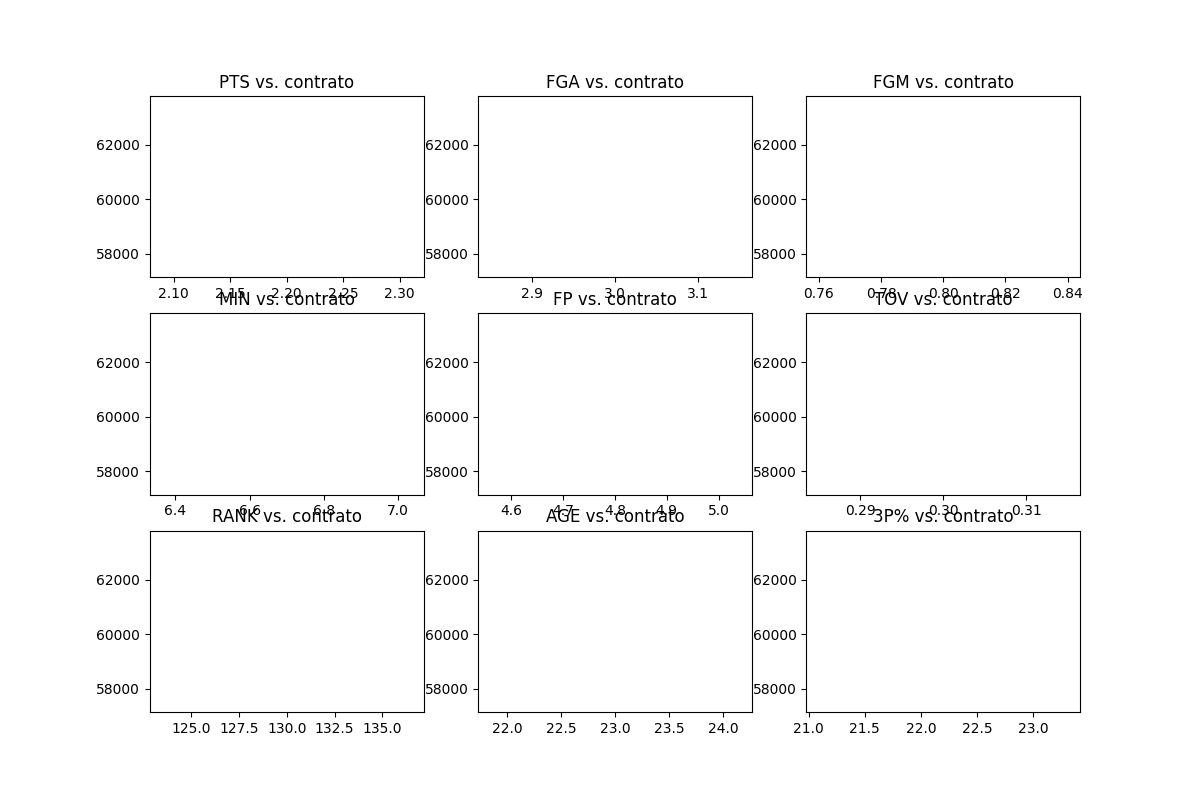 PTS vs. contrato
FGA vs. contrato
FGM vs. contrato
62000
60000
58000
2.10 2.15 2.20 2.25 2.30
62000
60000
58000
2.9 3.0 3.1
62000
60000
58000
0.76 0.78 0.80 0.82 0.84
MIN vs. contrato
FP vs. contrato
TOV vs. contrato
62000
60000
58000
6.4 6.6 6.8 7.0
62000
60000
58000
4.6 4.7 4.8 4.9 5.0
62000
60000
58000
0.29 0.30 0.31
RANK vs. contrato
AGE vs. contrato
3P% vs. contrato
62000
60000
58000
125.0 127.5 130.0 132.5 135.0
62000
60000
58000
22.0 22.5 23.0 23.5 24.0
62000
60000
58000
21.0 21.5 22.0 22.5 23.0